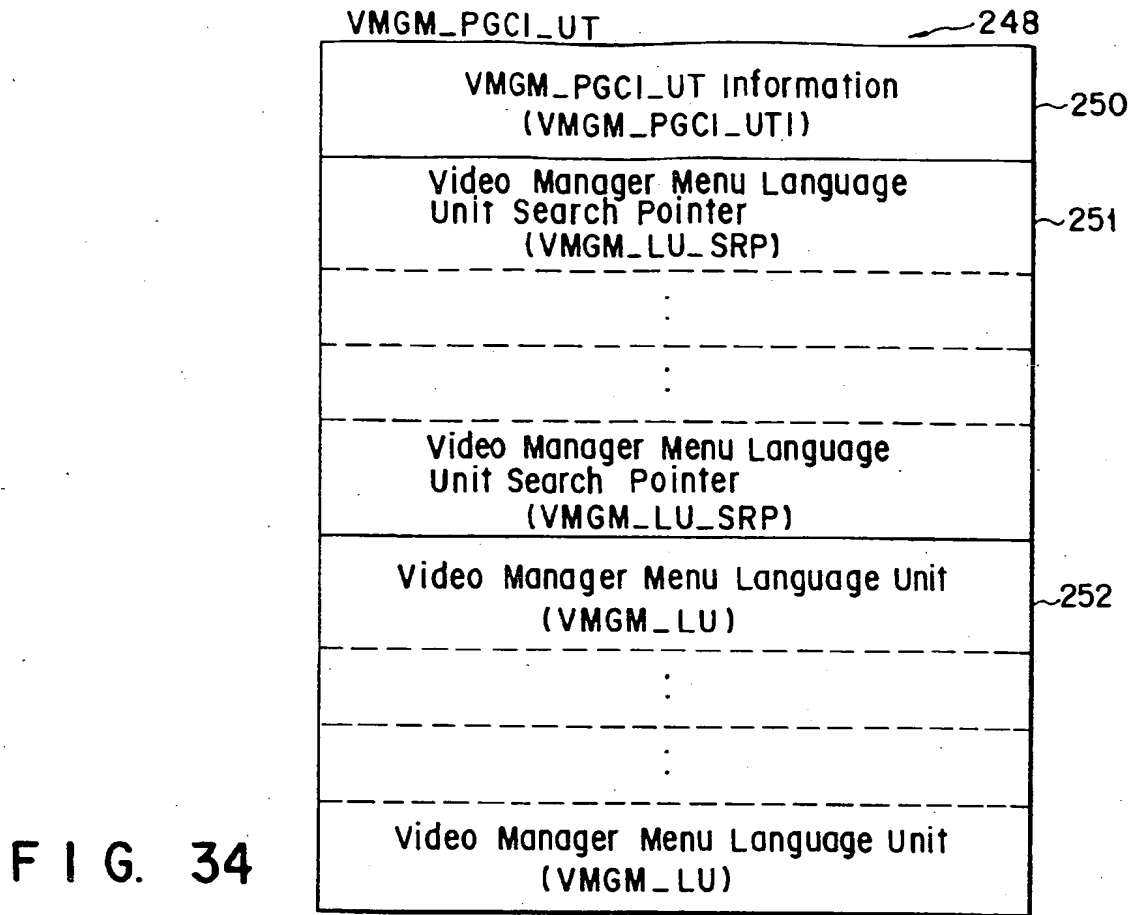 VMGM_PGCI_UT 248
VMGM_PGCI_UT Information
(VMGM_PGCI_UTI)
250
Video Manager Menu Language
Unit Search Pointer
(VMGM_LU_SRP)
251
Video Manager Menu Language
Unit Search Pointer
(VMGM_LU_SRP)
Video Manager Menu Language Unit
(VMGM_LU)
252
Video Manager Menu Language Unit
(VMGM_LU)
FIG. 34